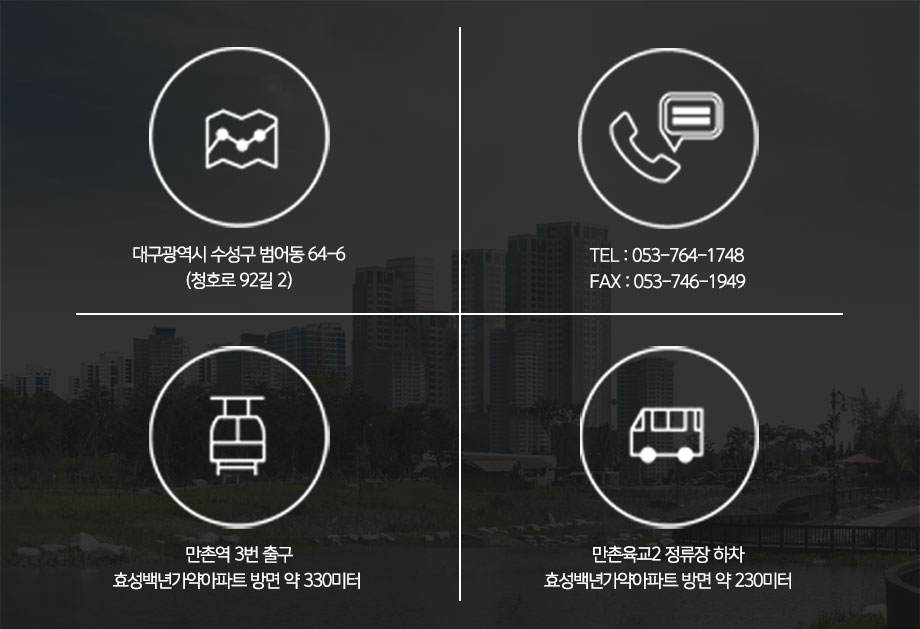 대구광역시 수성구 범어동 64-6
(청호로 92길 2)
TEL : 053-764-1748
FAX : 053-746-1949
만촌역 3번 출구
효성백년가약아파트 방면 약 330미터
만촌육교2 정류장 하차
효성백년가약아파트 방면 약 230미터